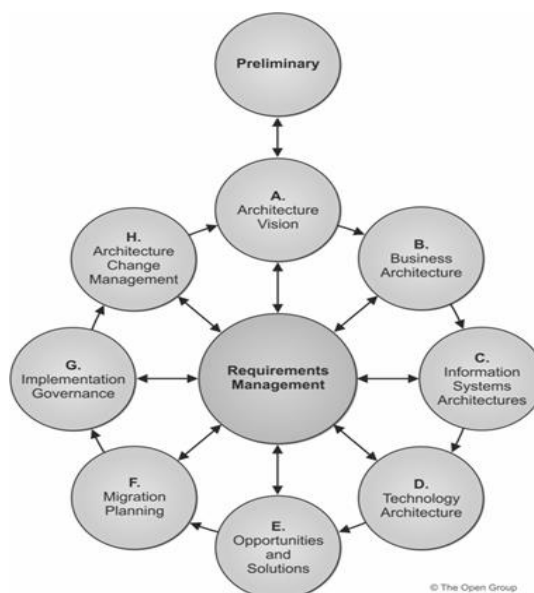 Preliminary
A.
Architecture
Vision
B.
Business
Architecture
C.
Information
Systems
Architectures
D.
Technology
Architecture
E.
Opportunities
and
Solutions
F.
Migration
Planning
G.
Implementation
Governance
H.
Architecture
Change
Management
Requirements
Management
© The Open Group